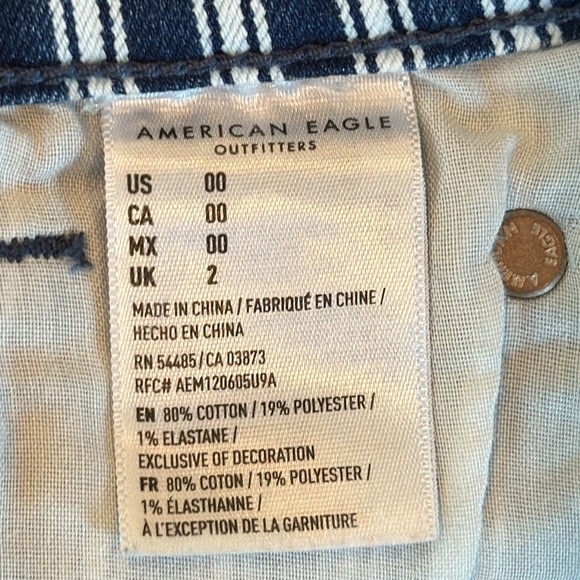 AMERICAN EAGLE
OUTFITTERS
US 00
CA 00
MX 00
UK 2
MADE IN CHINA / FABRIQUÉ EN CHINE /
HECHO EN CHINA
RN 54485 / CA 03873
RFC# AEM120605U9A
EN 80% COTTON / 19% POLYESTER /
1% ELASTANE /
EXCLUSIVE OF DECORATION
FR 80% COTON / 19% POLYESTER /
1% ÉLASTHANNE /
À L'EXCEPTION DE LA GARNITURE
EAGLE